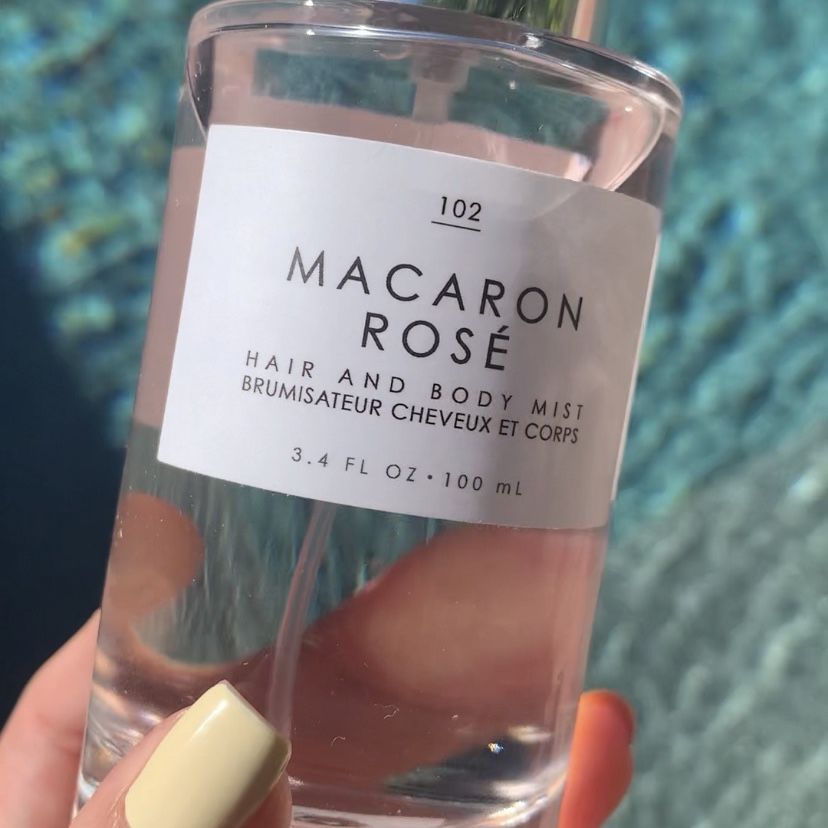 102
MACARON
ROSÉ
HAIR AND BODY MIST
BRUMISATEUR CHEVEUX ET CORPS
3.4 FL OZ • 100 mL